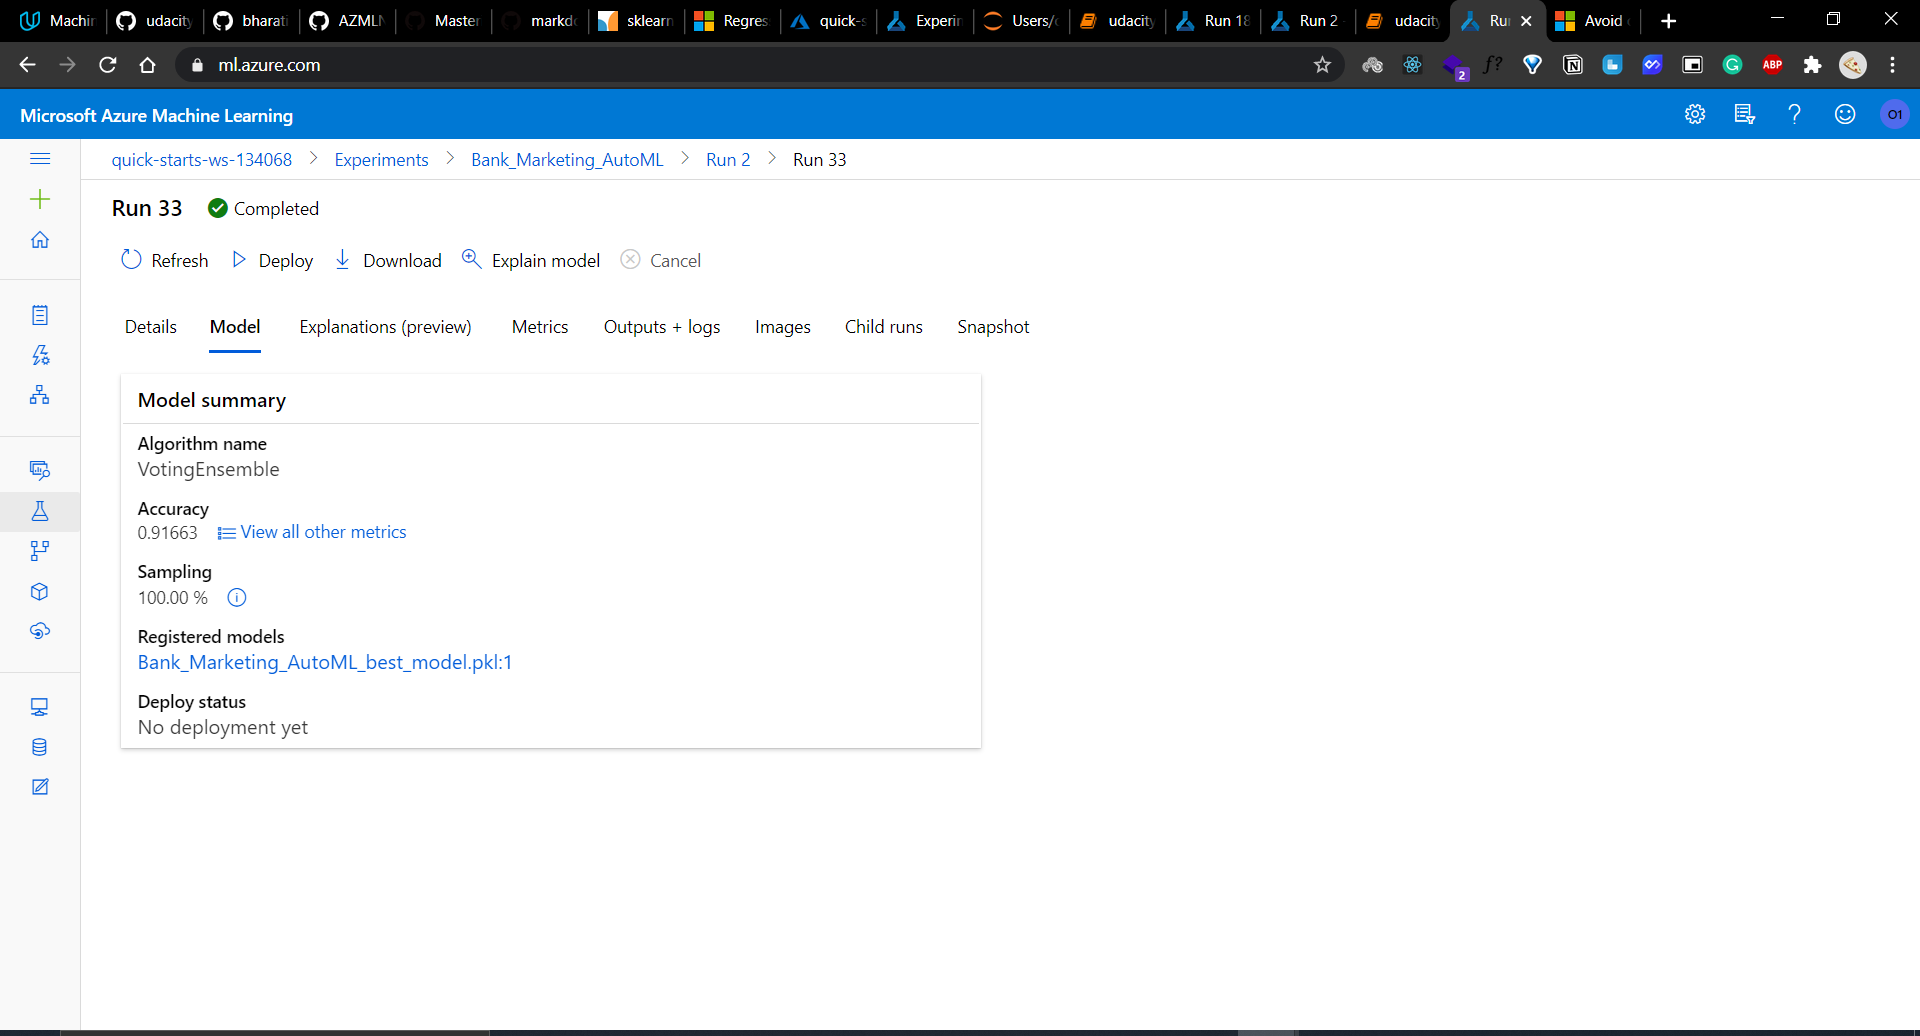 Machin
udacity
bharati
AZMLN
Master
markdo
sklearn
Regres
quick-s
Experin
Users/c
udacity
Run 18
Run 2
udacity
Ru
Avoid
ml.azure.com
2
f?
ABP
Microsoft Azure Machine Learning
O1
quick-starts-ws-134068 > Experiments > Bank_Marketing_AutoML > Run 2 > Run 33
Run 33 Completed
Refresh Deploy Download Explain model Cancel
Details Model Explanations (preview) Metrics Outputs + logs Images Child runs Snapshot
Model summary
Algorithm name
VotingEnsemble
Accuracy
0.91663 View all other metrics
Sampling
100.00 %
Registered models
Bank_Marketing_AutoML_best_model.pkl:1
Deploy status
No deployment yet